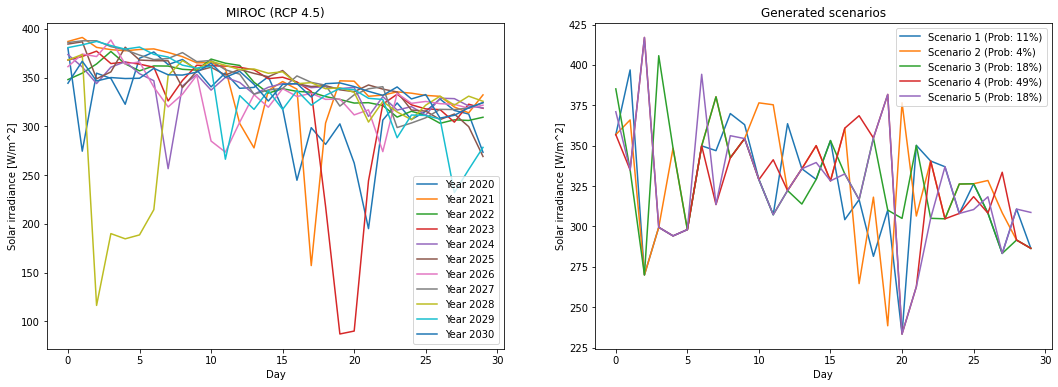 MIROC (RCP 4.5)
Solar irradiance [W/m^2]
400
350
300
250
200
150
100
0
5
10
15
20
25
30
Day
Year 2020
Year 2021
Year 2022
Year 2023
Year 2024
Year 2025
Year 2026
Year 2027
Year 2028
Year 2029
Year 2030
Generated scenarios
Solar irradiance [W/m^2]
425
400
375
350
325
300
275
250
225
0
5
10
15
20
25
30
Day
Scenario 1 (Prob: 11%)
Scenario 2 (Prob: 4%)
Scenario 3 (Prob: 18%)
Scenario 4 (Prob: 49%)
Scenario 5 (Prob: 18%)